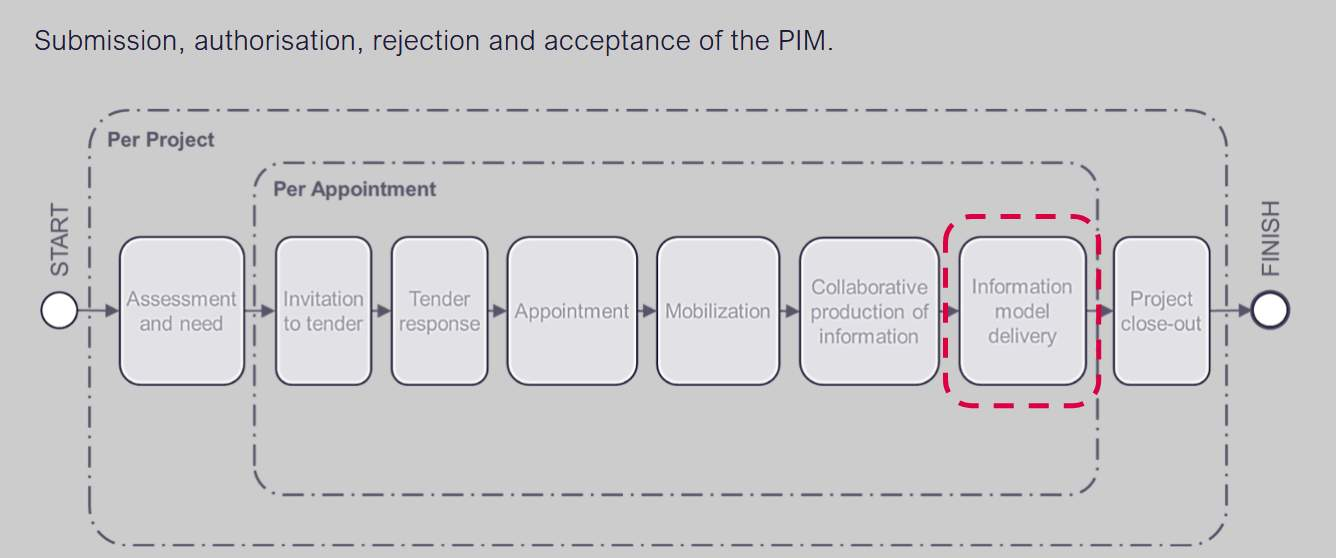 Submission, authorisation, rejection and acceptance of the PIM.
Per Project
Per Appointment
START
Assessment
and need
Invitation
to tender
Tender
response
Appointment
Mobilization
Collaborative
production of
information
Information
model
delivery
Project
close-out
FINISH